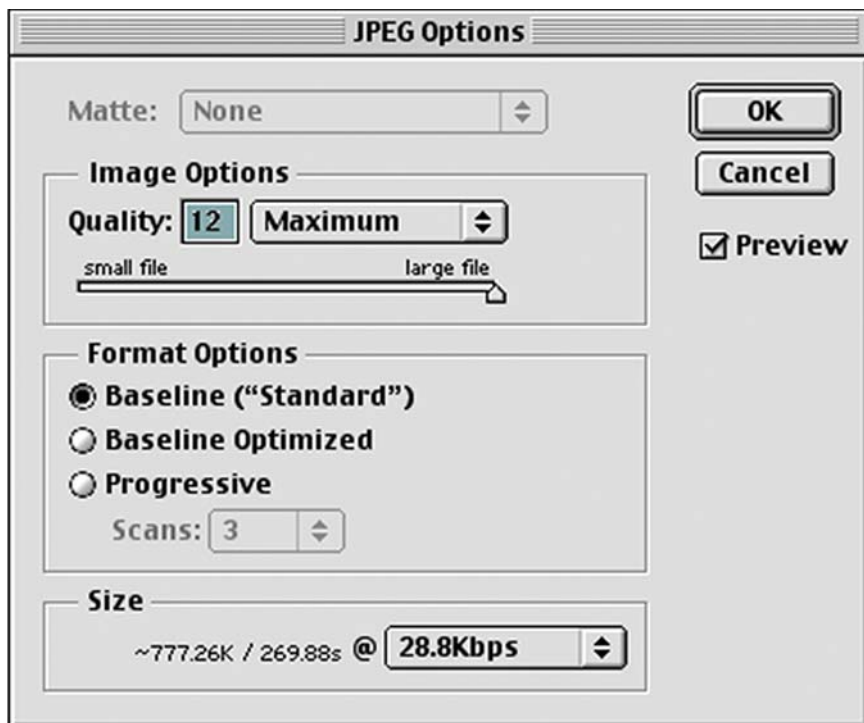 JPEG Options
Matte: None
OK
Image Options
Cancel
Quality: 12 Maximum
Preview
small file large file
Format Options
Baseline (“Standard”)
Baseline Optimized
Progressive
Scans: 3
Size
~777.26K / 269.88s @ 28.8Kbps